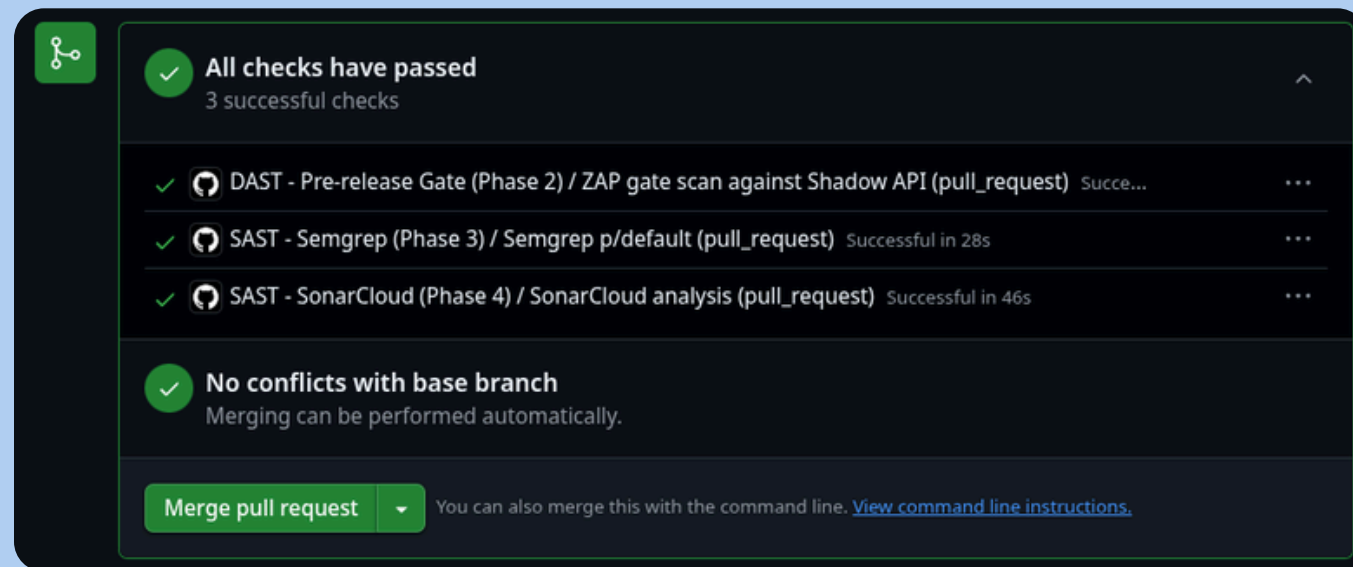 All checks have passed
3 successful checks
DAST - Pre-release Gate (Phase 2) / ZAP gate scan against Shadow API (pull_request) Succe...
SAST - Semgrep (Phase 3) / Semgrep p/default (pull_request) Successful in 28s
SAST - SonarCloud (Phase 4) / SonarCloud analysis (pull_request) Successful in 46s
No conflicts with base branch
Merging can be performed automatically.
Merge pull request You can also merge this with the command line. View command line instructions.